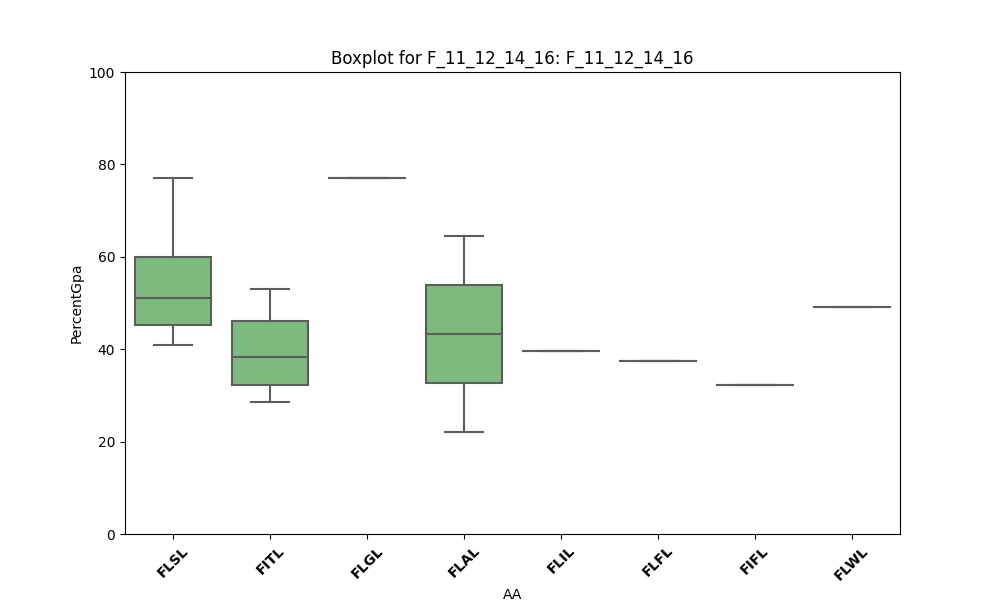 Boxplot for F_11_12_14_16: F_11_12_14_16
100
80
60
40
20
0
PercentGpa
FLSL
FITL
FLGL
FLAL
FLIL
FLFL
FIFL
FLWL
AA